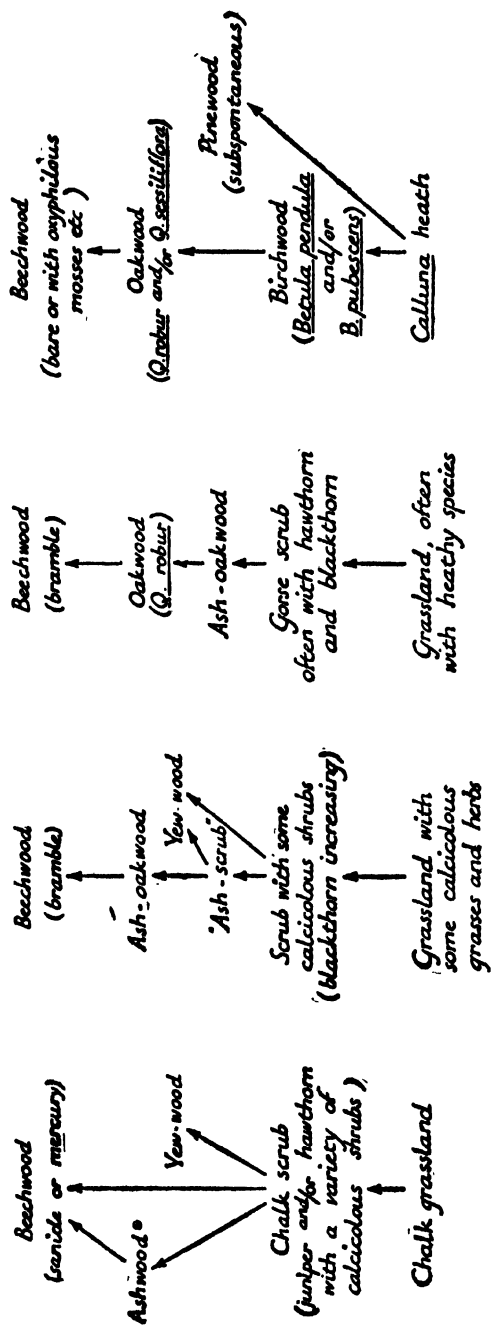 Beechwood
(sanicle or mercury)
Ashwood*
Yew-wood
Chalk scrub
(juniper and/or hawthorn
with a variety of
calcicolous shrubs)
Chalk grassland
Beechwood
(bramble)
Ash-oakwood
Yew-wood
"Ash-scrub"
Scrub with some
calcicolous shrubs
(blackthorn increasing)
Grassland with
some calcicolous
grasses and herbs
Beechwood
(bramble)
Oakwood
(Q. robur)
Ash-oakwood
Gorse scrub
often with hawthorn
and blackthorn
Grassland, often
with heathy species
Beechwood
(bare or with oxyphilous
mosses etc)
Oakwood
(Q.robur and/or Q.sessiliflora)
Pinewood
(subspontaneous)
Birchwood
(Betula pendula
and/or
B. pubescens)
Calluna heath